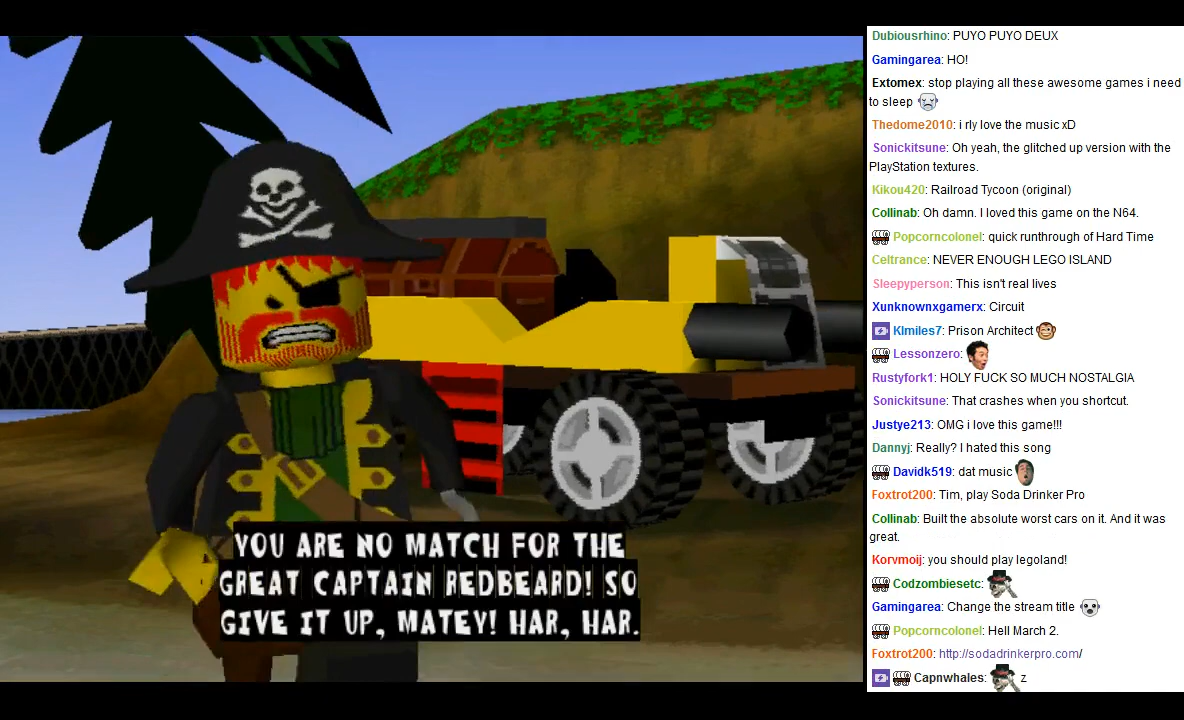 YOU ARE NO MATCH FOR THE
GREAT CAPTAIN REDBEARD! SO
GIVE IT UP, MATEY! HAR, HAR.
Dubiousrhino: PUYO PUYO DEUX
Gamingarea: HO!
Extomex: stop playing all these awesome games i need
to sleep
Thedome2010: i rly love the music xD
Sonickitsune: Oh yeah, the glitched up version with the
PlayStation textures.
Kikou420: Railroad Tycoon (original)
Collinab: Oh damn. I loved this game on the N64.
Popcorncolonel: quick runthrough of Hard Time
Celtrance: NEVER ENOUGH LEGO ISLAND
Sleepyperson: This isn't real lives
Xunknownxgamerx: Circuit
Klmiles7: Prison Architect
Lessonzero:
Rustyfork1: HOLY FUCK SO MUCH NOSTALGIA
Sonickitsune: That crashes when you shortcut.
Justye213: OMG i love this game!!!
Dannyj: Really? I hated this song
Davidk519: dat music
Foxtrot200: Tim, play Soda Drinker Pro
Collinab: Built the absolute worst cars on it. And it was
great.
Korvmoij: you should play legoland!
Codzombiesetc:
Gamingarea: Change the stream title
Popcorncolonel: Hell March 2.
Foxtrot200: http://sodadrinkerpro.com/
Capnwhales: z